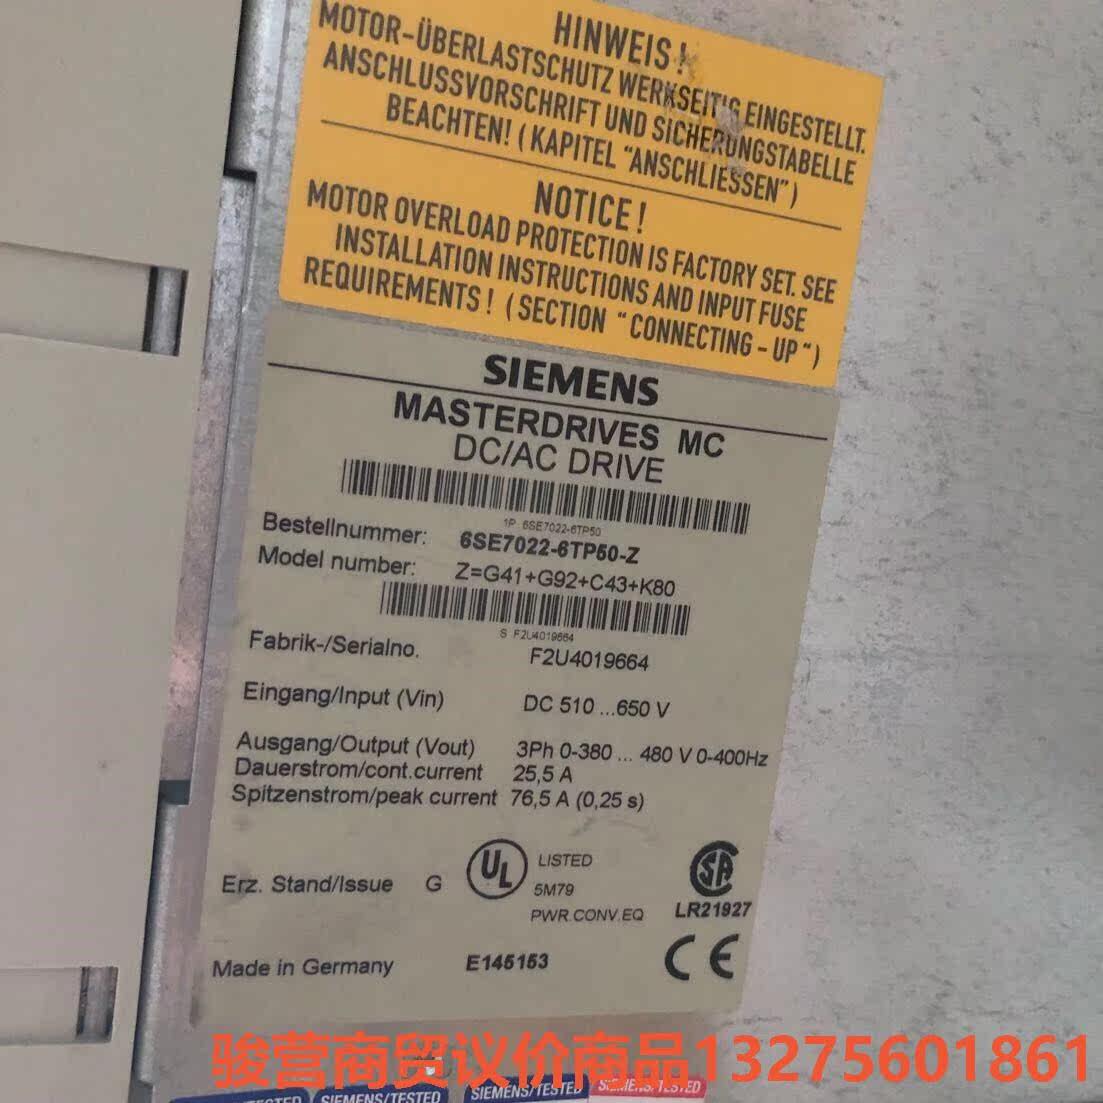 HINWEIS!
MOTOR-ÜBERLASTSCHUTZ WERKSEITIG EINGESTELLT.
ANSCHLUSSVORSCHRIFT UND SICHERUNGSTABELLE
BEACHTEN! (KAPITEL "ANSCHLIESSEN")
NOTICE!
MOTOR OVERLOAD PROTECTION IS FACTORY SET. SEE
INSTALLATION INSTRUCTIONS AND INPUT FUSE
REQUIREMENTS! (SECTION "CONNECTING-UP")
SIEMENS
MASTERDRIVES MC
DC/AC DRIVE
1P 6SE7022-6TP50
Bestellnummer: 6SE7022-6TP50-Z
Model number: Z=G41+G92+C43+K80
S F2U4019664
Fabrik-/Serialno. F2U4019664
Eingang/Input (Vin) DC 510 ...650 V
Ausgang/Output (Vout) 3Ph 0-380 ... 480 V 0-400Hz
Dauerstrom/cont.current 25,5 A
Spitzenstrom/peak current 76,5 A (0,25 s)
Erz. Stand/Issue G
UL LISTED
5M79
PWR.CONV.EQ
SA
LR21927
Made in Germany E145153
CE
骏营商贸议价商品13275601861
TESTED SIEMENS/TESTED SIEMENS/TESTED SIEMENS/TESTED